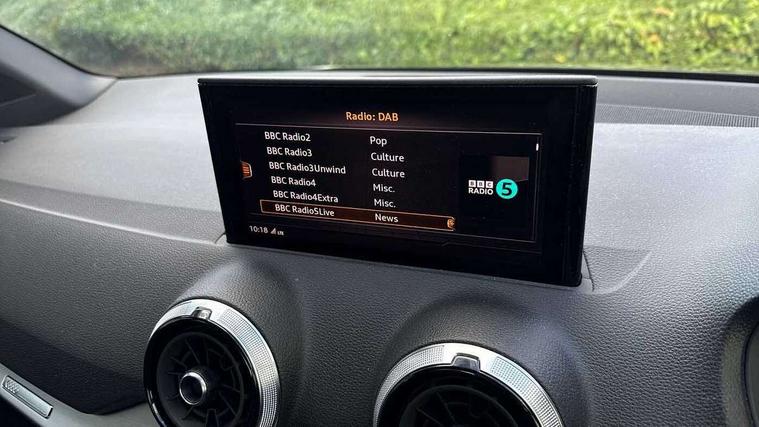 Radio: DAB
BBC Radio2 Pop
BBC Radio3 Culture
BBC Radio3Unwind Culture
BBC Radio4 Misc.
BBC Radio4Extra Misc.
BBC Radio5Live News
BBC
RADIO 5
10:18 LTE